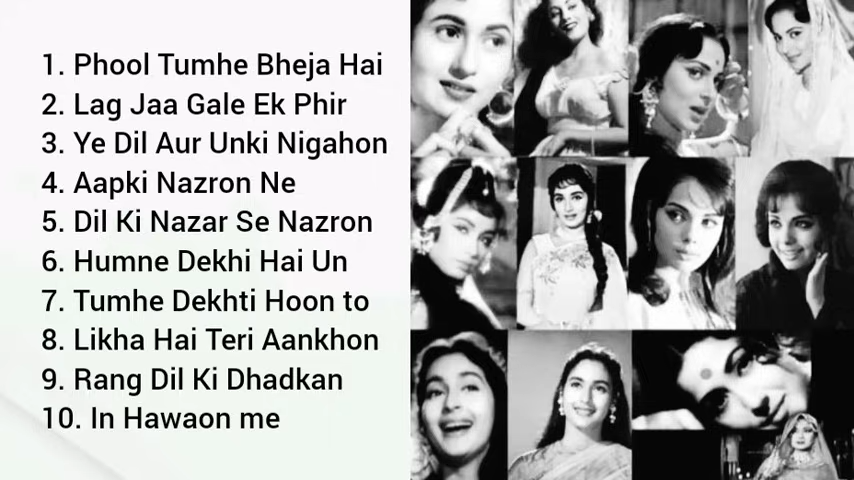 1. Phool Tumhe Bheja Hai
2. Lag Jaa Gale Ek Phir
3. Ye Dil Aur Unki Nigahon
4. Aapki Nazron Ne
5. Dil Ki Nazar Se Nazron
6. Humne Dekhi Hai Un
7. Tumhe Dekhti Hoon to
8. Likha Hai Teri Aankhon
9. Rang Dil Ki Dhadkan
10. In Hawaon me